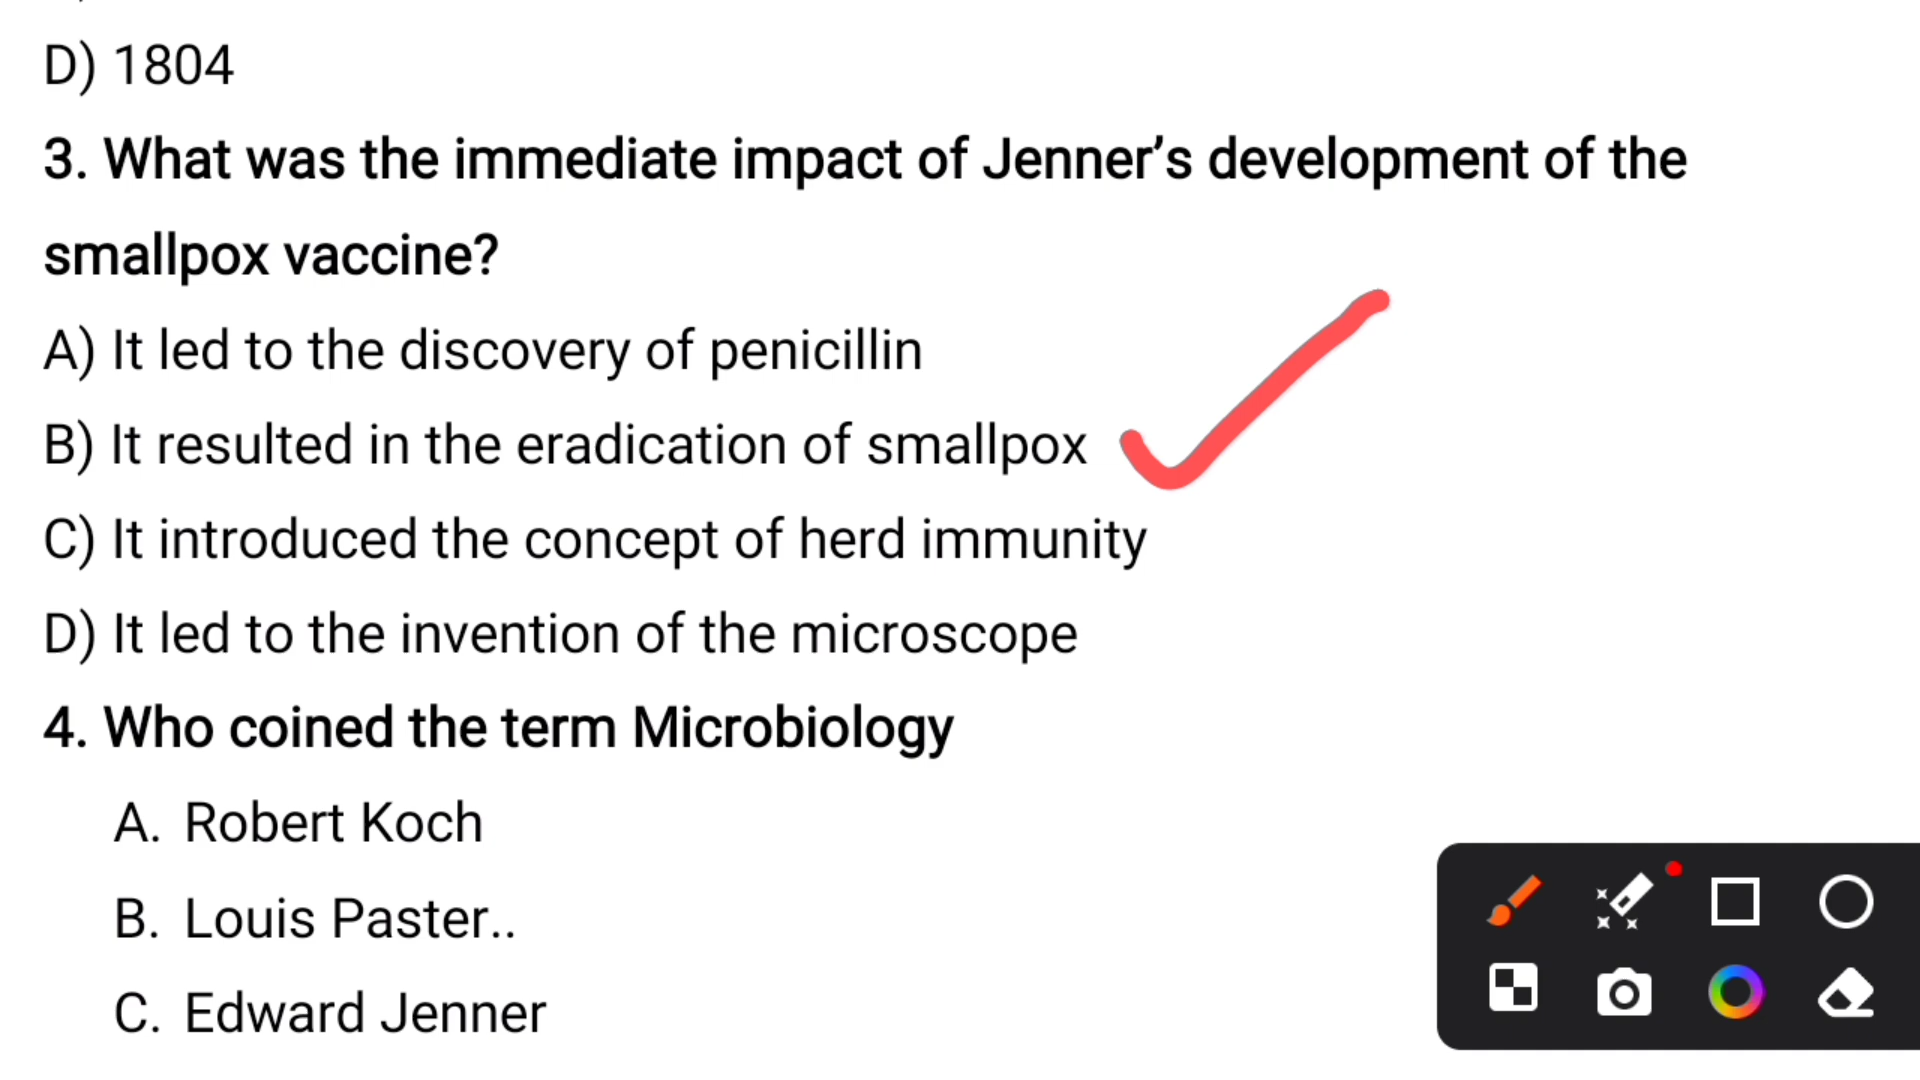 D) 1804
3. What was the immediate impact of Jenner’s development of the
smallpox vaccine?
A) It led to the discovery of penicillin
B) It resulted in the eradication of smallpox
C) It introduced the concept of herd immunity
D) It led to the invention of the microscope
4. Who coined the term Microbiology
A. Robert Koch
B. Louis Paster..
C. Edward Jenner